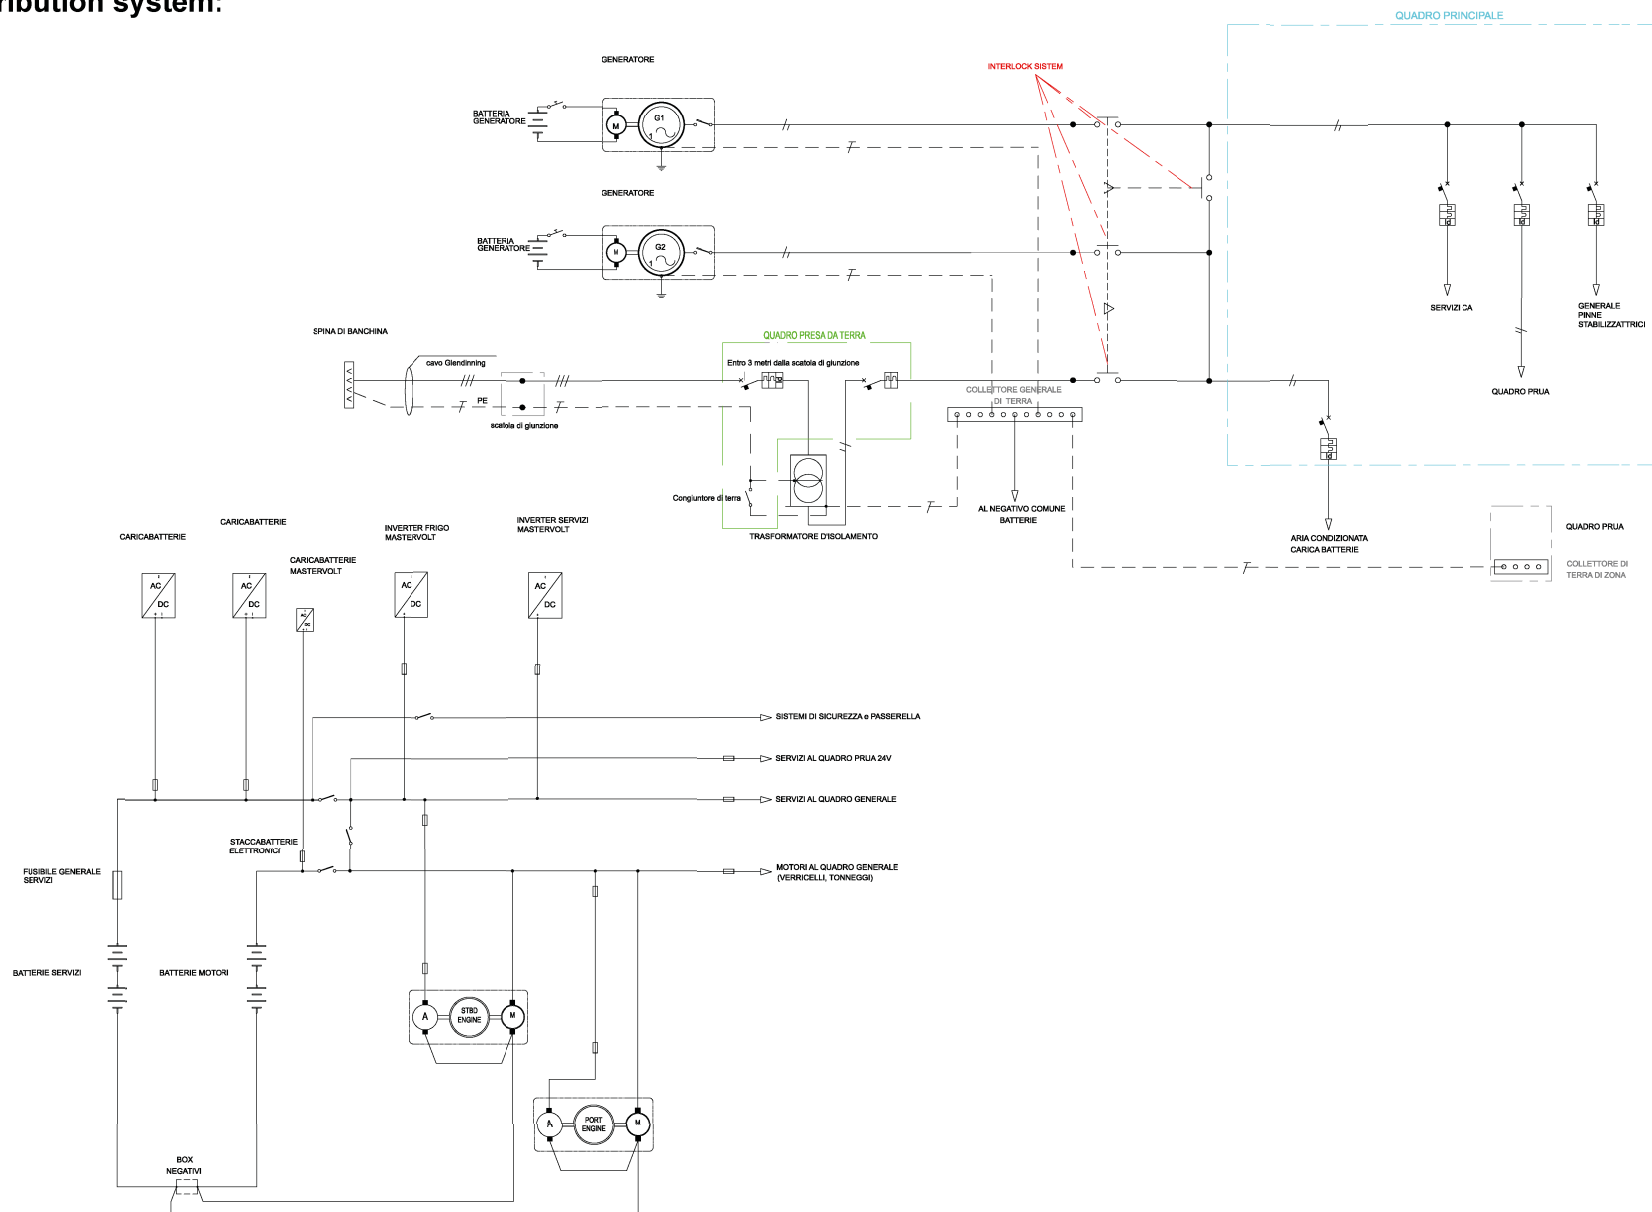 ribution system:
QUADRO PRINCIPALE
GENERATORE
INTERLOCK SISTEM
BATTERIA
GENERATORE
M
G1
1
GENERATORE
BATTERIA
GENERATORE
M
G2
1
SERVIZI CA
GENERALE
PINNE
STABILIZZATTRICI
QUADRO PRUA
SPINA DI BANCHINA
QUADRO PRESA DA TERRA
cavo Glendinning
Entro 3 metri dalla scatola di giunzione
PE
scatola di giunzione
COLLETTORE GENERALE
DI TERRA
Congiuntore di terra
TRASFORMATORE D'ISOLAMENTO
AL NEGATIVO COMUNE
BATTERIE
ARIA CONDIZIONATA
CARICA BATTERIE
QUADRO PRUA
COLLETTORE DI
TERRA DI ZONA
CARICABATTERIE
CARICABATTERIE
CARICABATTERIE
MASTERVOLT
INVERTER FRIGO
MASTERVOLT
INVERTER SERVIZI
MASTERVOLT
AC
DC
AC
DC
AC
DC
AC
DC
AC
DC
SISTEMI DI SICUREZZA e PASSERELLA
SERVIZI AL QUADRO PRUA 24V
SERVIZI AL QUADRO GENERALE
STACCABATTERIE
ELETTRONICI
MOTORI AL QUADRO GENERALE
(VERRICELLI, TONNEGGI)
FUSIBILE GENERALE
SERVIZI
BATTERIE SERVIZI
BATTERIE MOTORI
A
STBD
ENGINE
M
A
PORT
ENGINE
M
BOX
NEGATIVI